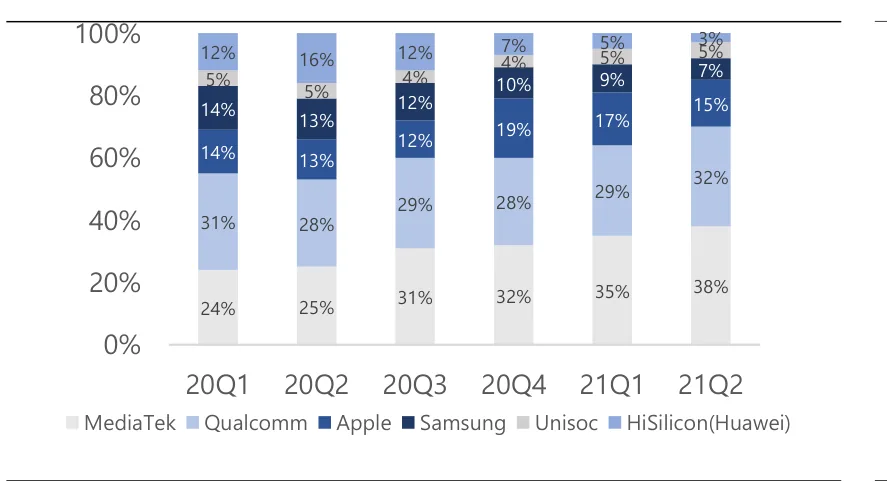 100%
12% 16% 12% 7% 5% 3%
5% 5% 4% 4% 5% 5%
80%
14% 13% 12% 10% 9% 7%
14% 13% 12% 19% 17% 15%
60%
31% 28% 29% 28% 29% 32%
40%
20%
24% 25% 31% 32% 35% 38%
0%
20Q1 20Q2 20Q3 20Q4 21Q1 21Q2
MediaTek Qualcomm Apple Samsung Unisoc HiSilicon(Huawei)